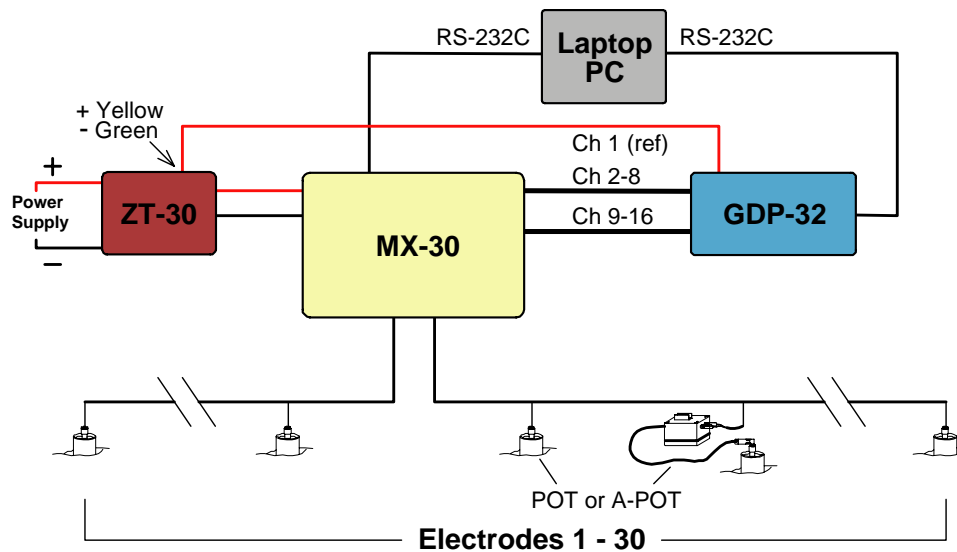 RS-232C
Laptop
PC
RS-232C
+ Yellow
- Green
Ch 1 (ref)
+
Ch 2-8
Power
Supply
ZT-30
MX-30
GDP-32
Ch 9-16
–
POT or A-POT
Electrodes 1 - 30